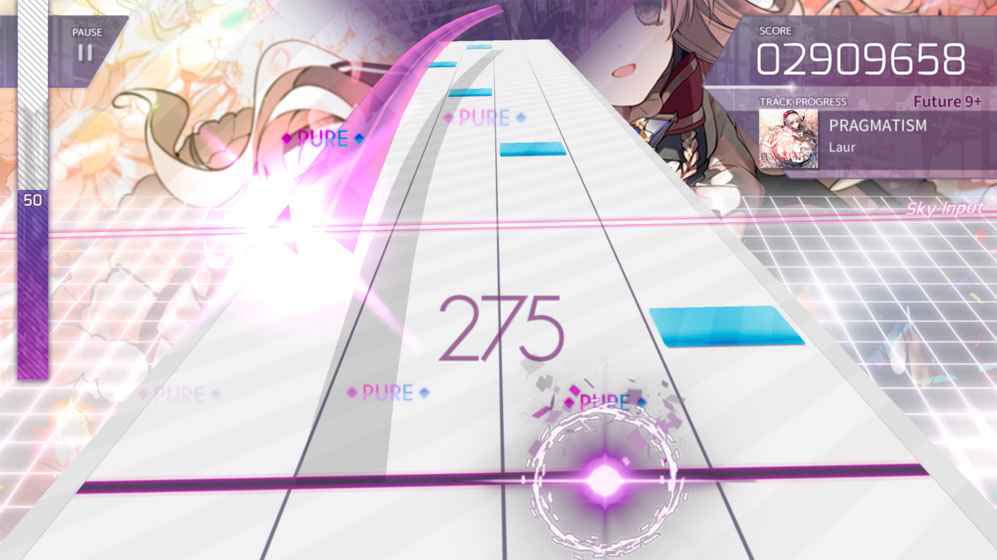 PAUSE
SCORE
02909658
TRACK PROGRESS
Future 9+
PRAGMATISM
Laur
PURE
PURE
50
Sky Input
275
PURE
PURE
PURE